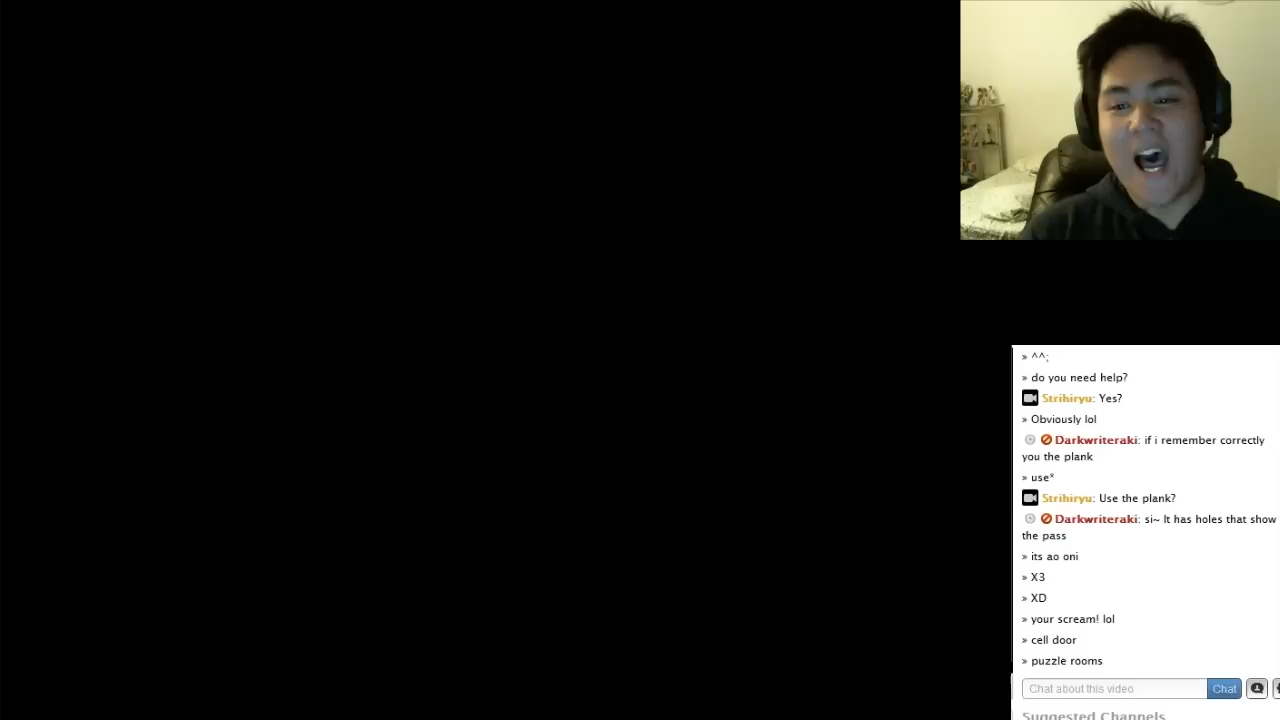 » ^^;
» do you need help?
Strihiryu: Yes?
» Obviously lol
Darkwriteraki: if i remember correctly
you the plank
» use*
Strihiryu: Use the plank?
Darkwriteraki: si~ It has holes that show
the pass
» its ao oni
» X3
» XD
» your scream! lol
» cell door
» puzzle rooms
Chat about this video Chat
Suggested Channels